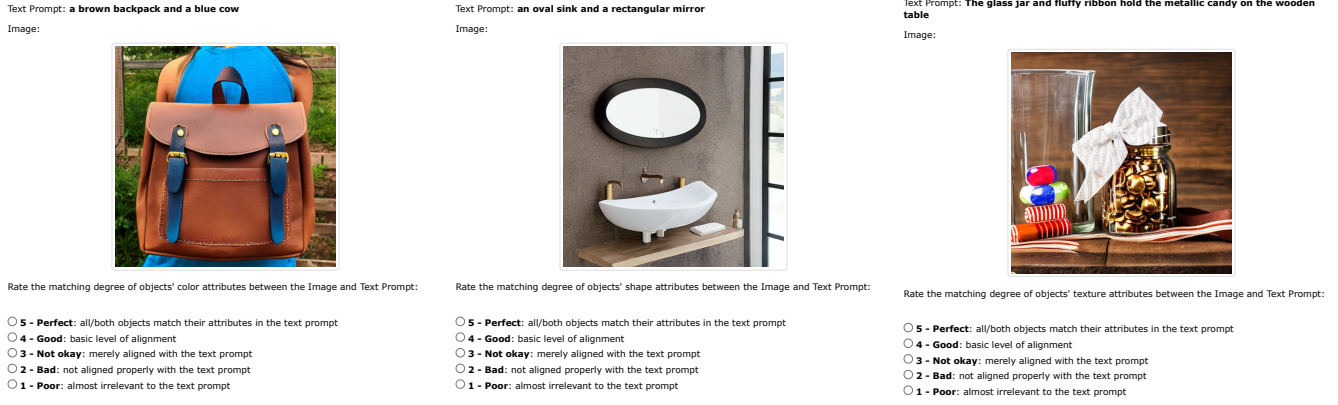 Text Prompt: a brown backpack and a blue cow
Image:
Rate the matching degree of objects' color attributes between the Image and Text Prompt:
5 - Perfect: all/both objects match their attributes in the text prompt
4 - Good: basic level of alignment
3 - Not okay: merely aligned with the text prompt
2 - Bad: not aligned properly with the text prompt
1 - Poor: almost irrelevant to the text prompt
Text Prompt: an oval sink and a rectangular mirror
Image:
Rate the matching degree of objects' shape attributes between the Image and Text Prompt:
5 - Perfect: all/both objects match their attributes in the text prompt
4 - Good: basic level of alignment
3 - Not okay: merely aligned with the text prompt
2 - Bad: not aligned properly with the text prompt
1 - Poor: almost irrelevant to the text prompt
Text Prompt: The glass jar and fluffy ribbon hold the metallic candy on the wooden
table
Image:
Rate the matching degree of objects' texture attributes between the Image and Text Prompt:
5 - Perfect: all/both objects match their attributes in the text prompt
4 - Good: basic level of alignment
3 - Not okay: merely aligned with the text prompt
2 - Bad: not aligned properly with the text prompt
1 - Poor: almost irrelevant to the text prompt